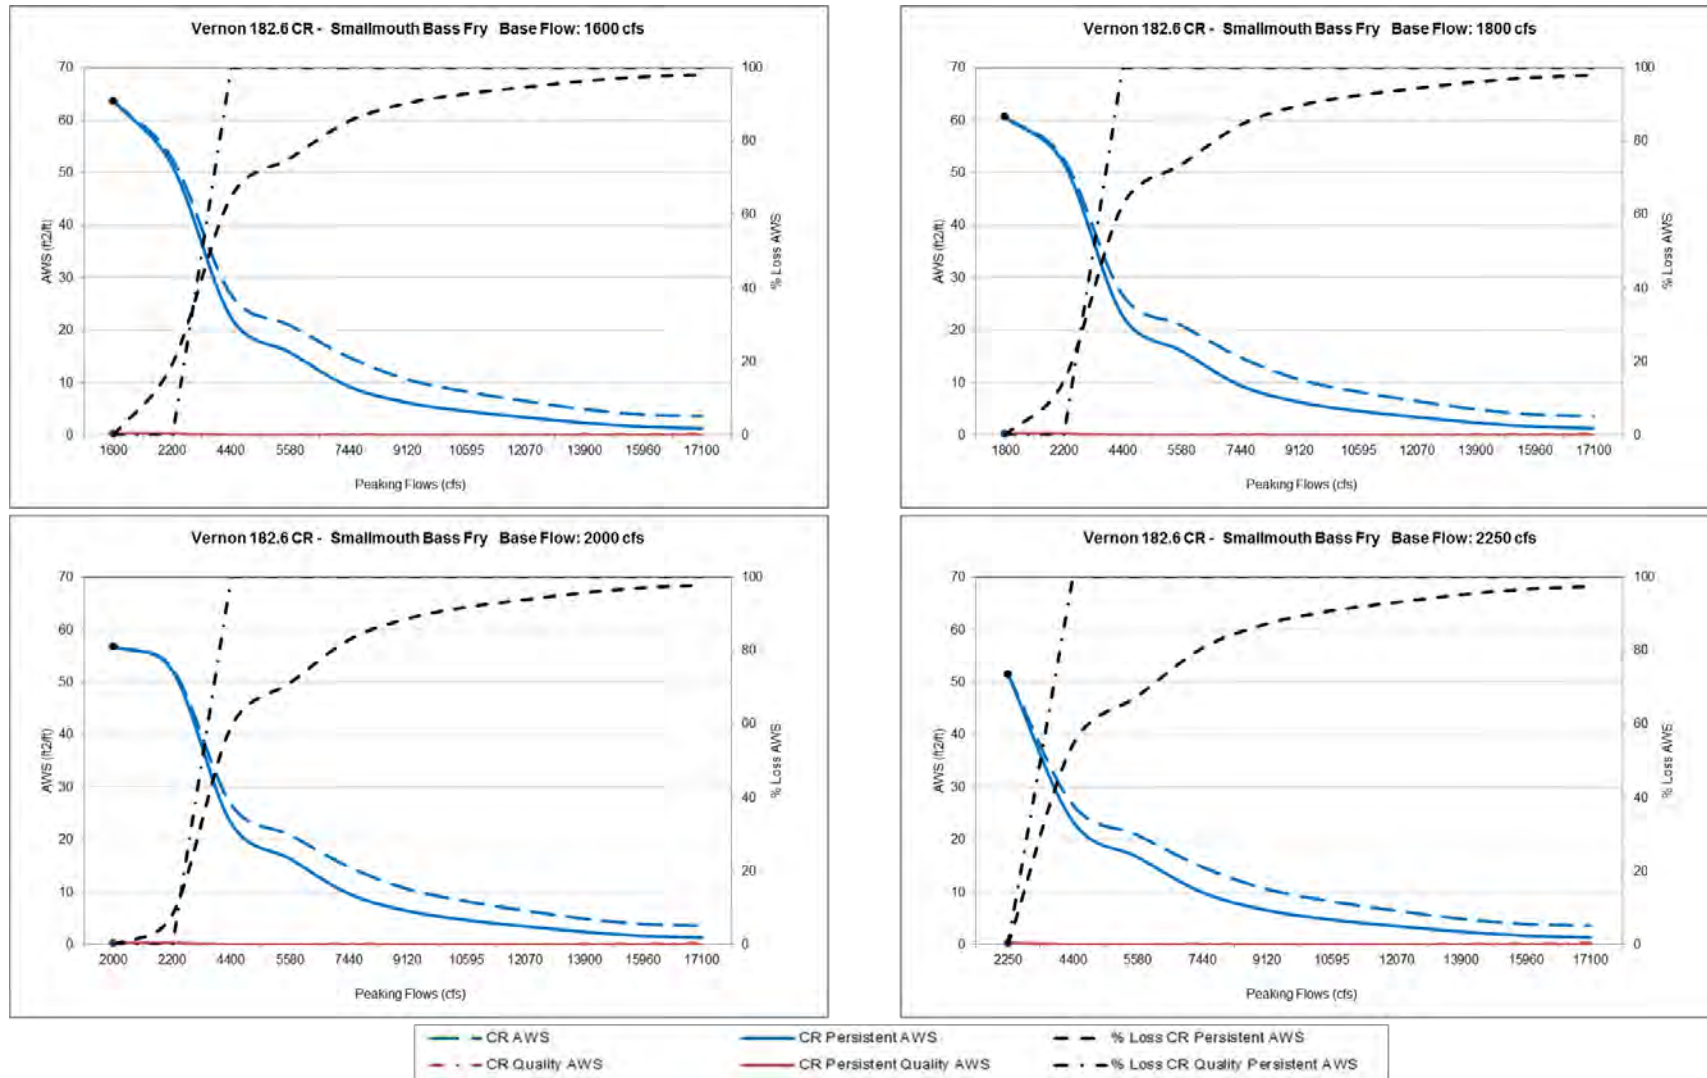 Vernon 182.6 CR - Smallmouth Bass Fry Base Flow: 1600 cfs
70
60
50
40
30
20
10
0
AWS (ft2/ft)
100
80
60
40
20
0
% Loss AWS
1600 2200 4400 5580 7440 9120 10595 12070 13900 15960 17100
Peaking Flows (cfs)
Vernon 182.6 CR - Smallmouth Bass Fry Base Flow: 1800 cfs
70
60
50
40
30
20
10
0
AWS (ft2/ft)
100
80
60
40
20
0
% Loss AWS
1800 2200 4400 5580 7440 9120 10595 12070 13900 15960 17100
Peaking Flows (cfs)
Vernon 182.6 CR - Smallmouth Bass Fry Base Flow: 2000 cfs
70
60
50
40
30
20
10
0
AWS (ft2/ft)
100
80
60
40
20
0
% Loss AWS
2000 2200 4400 5580 7440 9120 10595 12070 13900 15960 17100
Peaking Flows (cfs)
Vernon 182.6 CR - Smallmouth Bass Fry Base Flow: 2250 cfs
70
60
50
40
30
20
10
0
AWS (ft2/ft)
100
80
60
40
20
0
% Loss AWS
2250 4400 5580 7440 9120 10595 12070 13900 15960 17100
Peaking Flows (cfs)
CR AWS CR Persistent AWS % Loss CR Persistent AWS
CR Quality AWS CR Persistent Quality AWS % Loss CR Quality Persistent AWS